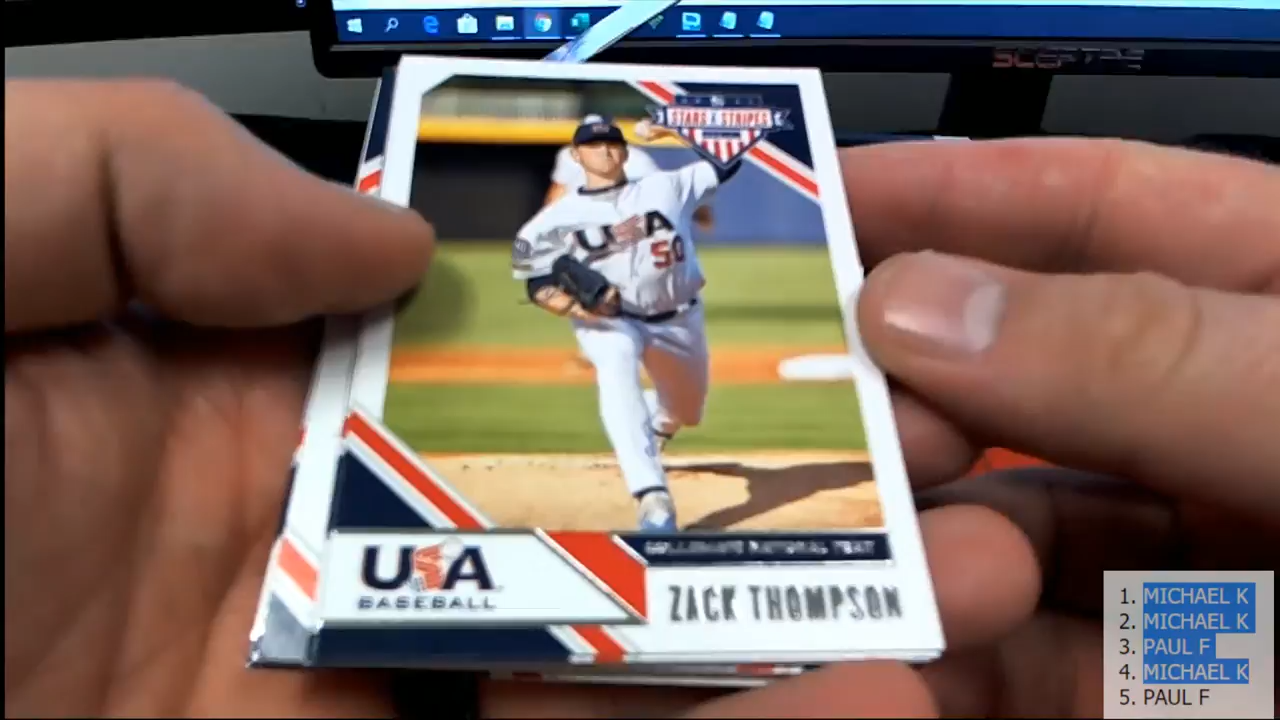 SCEPTRE
STARS & STRIPES
USA
50
COLLEGIATE NATIONAL TEAM
USA
BASEBALL
ZACK THOMPSON
1. MICHAEL K
2. MICHAEL K
3. PAUL F
4. MICHAEL K
5. PAUL F